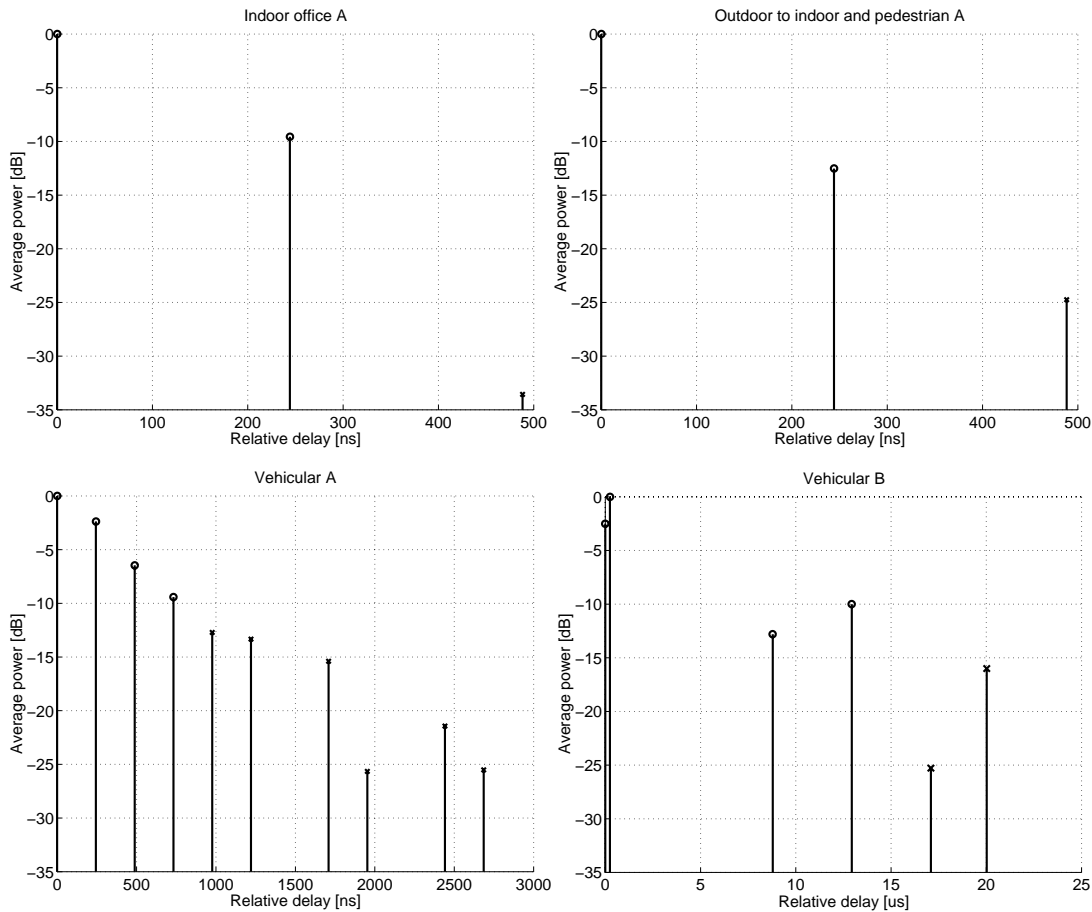 Indoor office A
0
−5
−10
−15
−20
−25
−30
−35
Average power [dB]
0 100 200 300 400 500
Relative delay [ns]
Outdoor to indoor and pedestrian A
0
−5
−10
−15
−20
−25
−30
−35
Average power [dB]
0 100 200 300 400 500
Relative delay [ns]
Vehicular A
0
−5
−10
−15
−20
−25
−30
−35
Average power [dB]
0 500 1000 1500 2000 2500 3000
Relative delay [ns]
Vehicular B
0
−5
−10
−15
−20
−25
−30
−35
Average power [dB]
0 5 10 15 20 25
Relative delay [us]